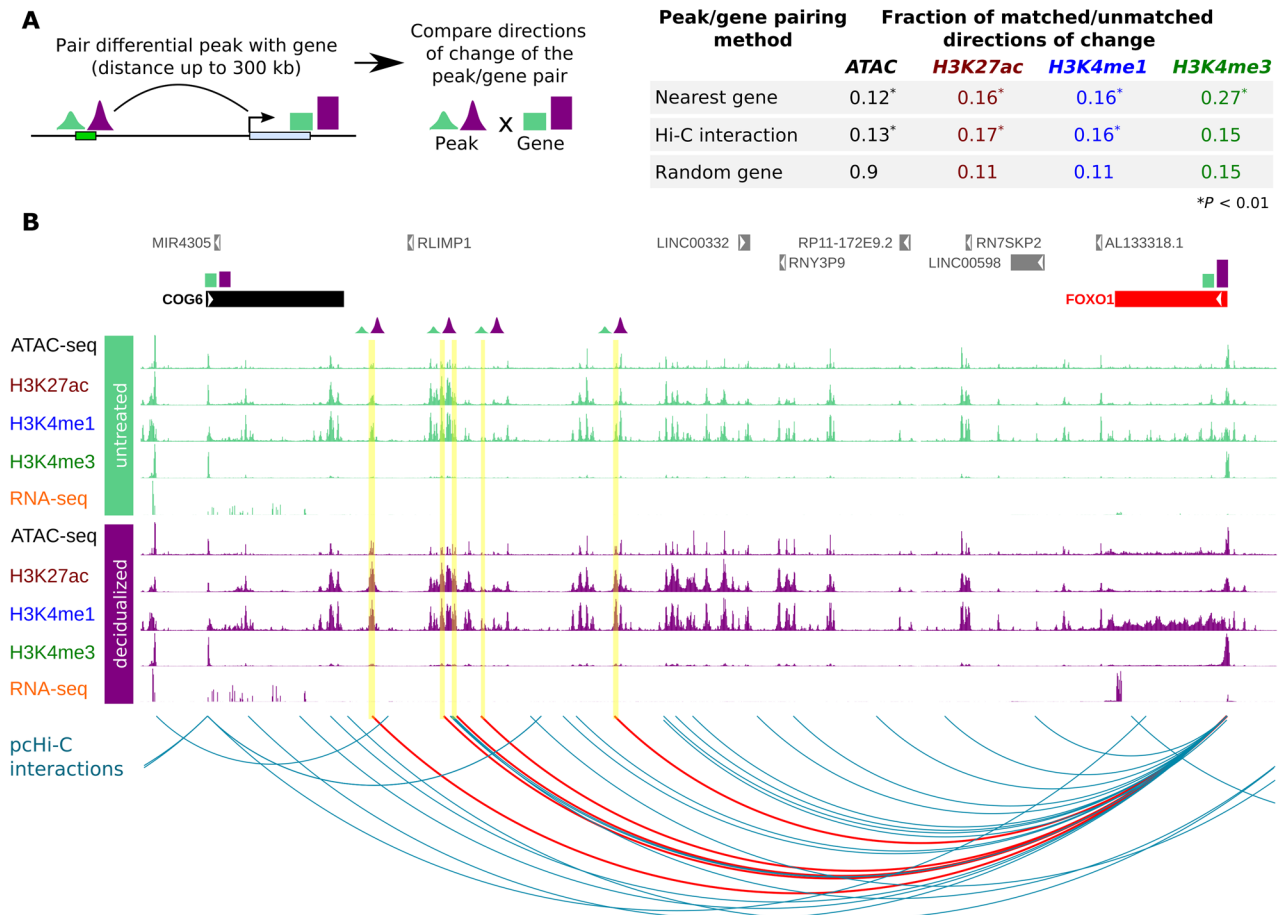 A
Pair differential peak with gene
(distance up to 300 kb)
Compare directions
of change of the
peak/gene pair
x
Peak Gene
Peak/gene pairing
method
Fraction of matched/unmatched
directions of change
ATAC H3K27ac H3K4me1 H3K4me3
Nearest gene 0.12* 0.16* 0.16* 0.27*
Hi-C interaction 0.13* 0.17* 0.16* 0.15
Random gene 0.9 0.11 0.11 0.15
*P < 0.01
B
MIR4305 RLIMP1 LINC00332 RP11-172E9.2 RN7SKP2 AL133318.1
RNY3P9 LINC00598
COG6 FOXO1
untreated
ATAC-seq
H3K27ac
H3K4me1
H3K4me3
RNA-seq
decidualized
ATAC-seq
H3K27ac
H3K4me1
H3K4me3
RNA-seq
pcHi-C
interactions